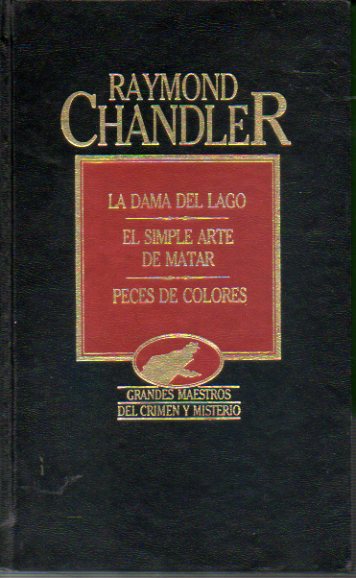 RAYMOND
CHANDLER
LA DAMA DEL LAGO
EL SIMPLE ARTE
DE MATAR
PECES DE COLORES
GRANDES MAESTROS
DEL CRIMEN Y MISTERIO